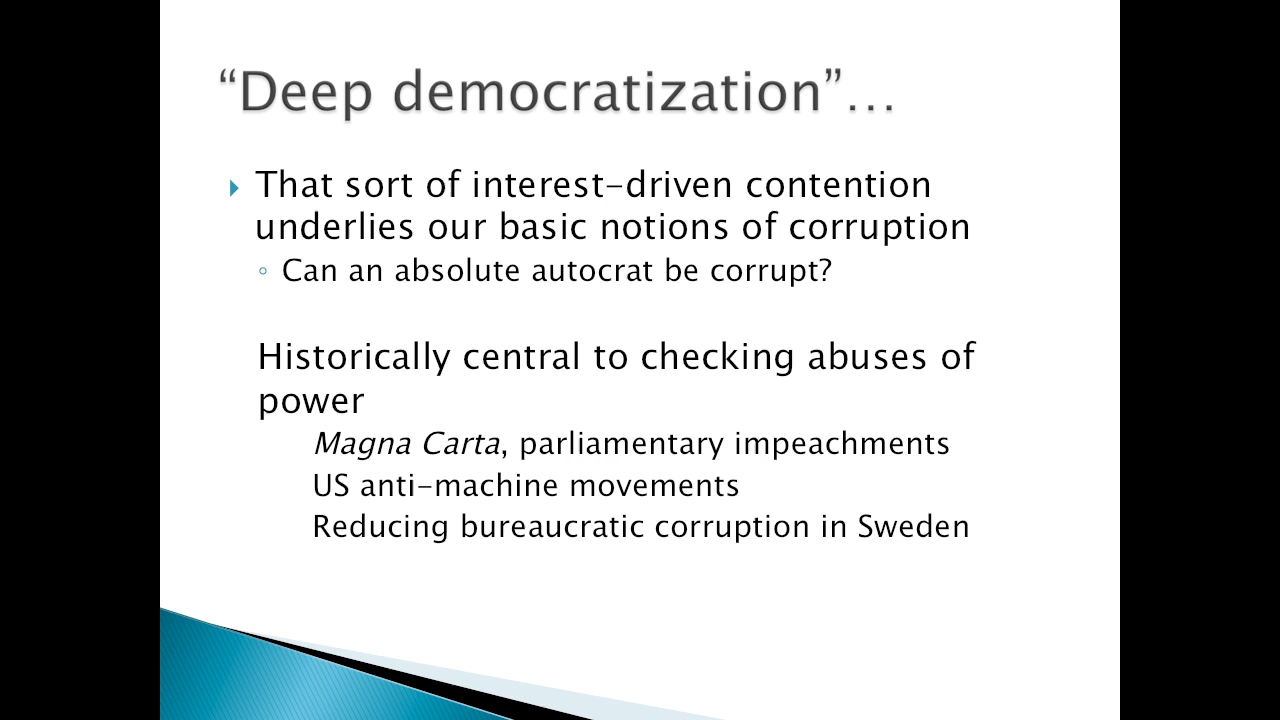 “Deep democratization”…
That sort of interest-driven contention
underlies our basic notions of corruption
Can an absolute autocrat be corrupt?
Historically central to checking abuses of
power
Magna Carta, parliamentary impeachments
US anti-machine movements
Reducing bureaucratic corruption in Sweden